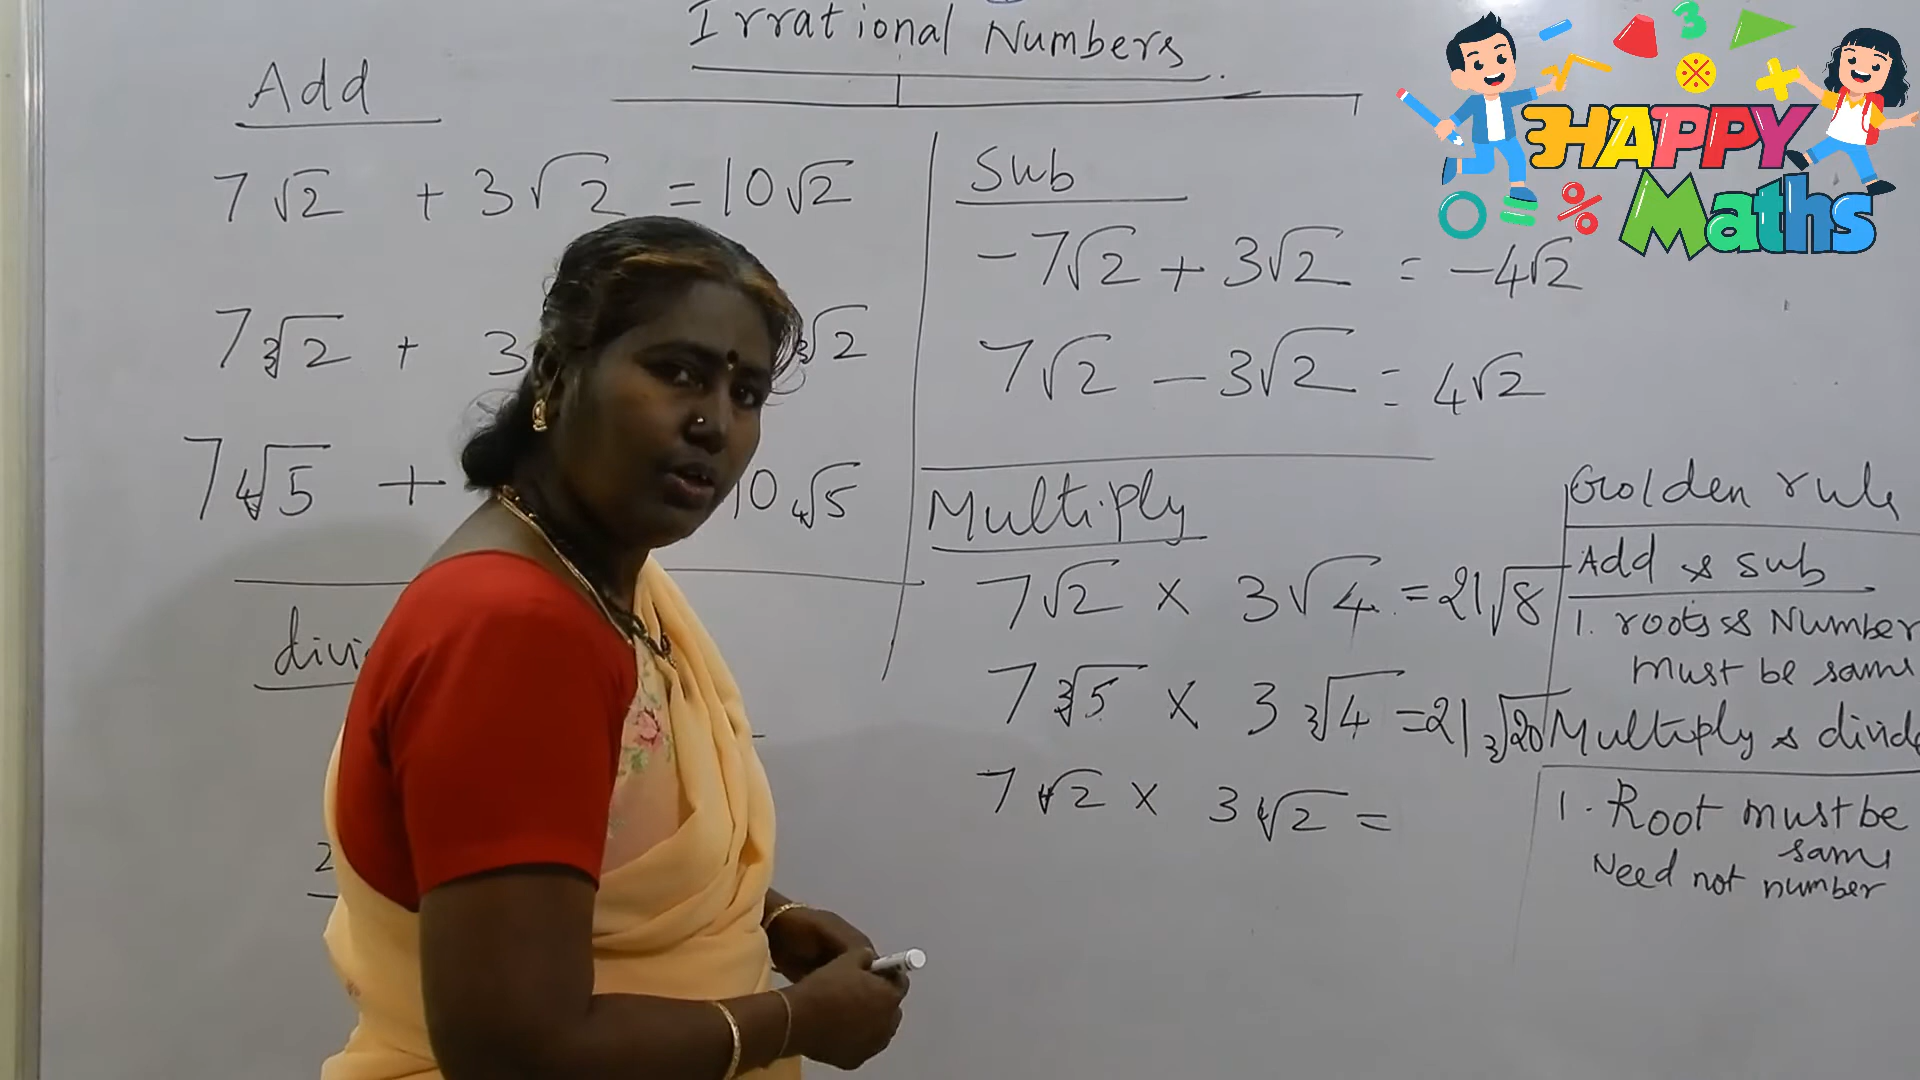 Irrational Numbers.
Add
7√2 + 3√2 = 10√2
7∛2 + 3 ∛2
7∜5 + 10∜5
divi
2
Sub
-7√2 + 3√2 = -4√2
7√2 - 3√2 = 4√2
Multiply
7√2 x 3√4 = 21√8
7∛5 x 3∛4 = 21∛20
7∜2 x 3 √2 =
Golden rule
Add & sub
1. roots & Number
must be same
Multiply & divide
1. Root must be
same
Need not number
HAPPY
Maths